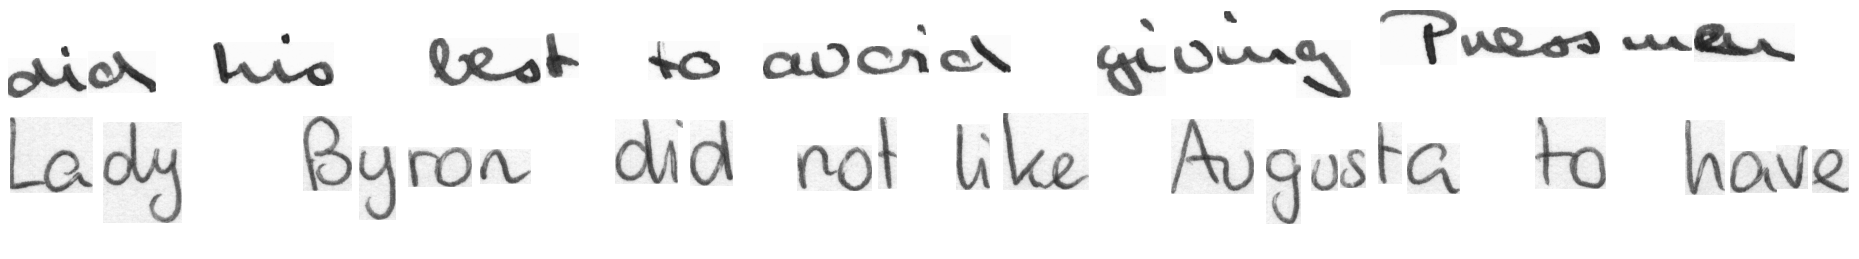 did his best to avoid giving Pressmen
Lady Byron did not like Augusta to have